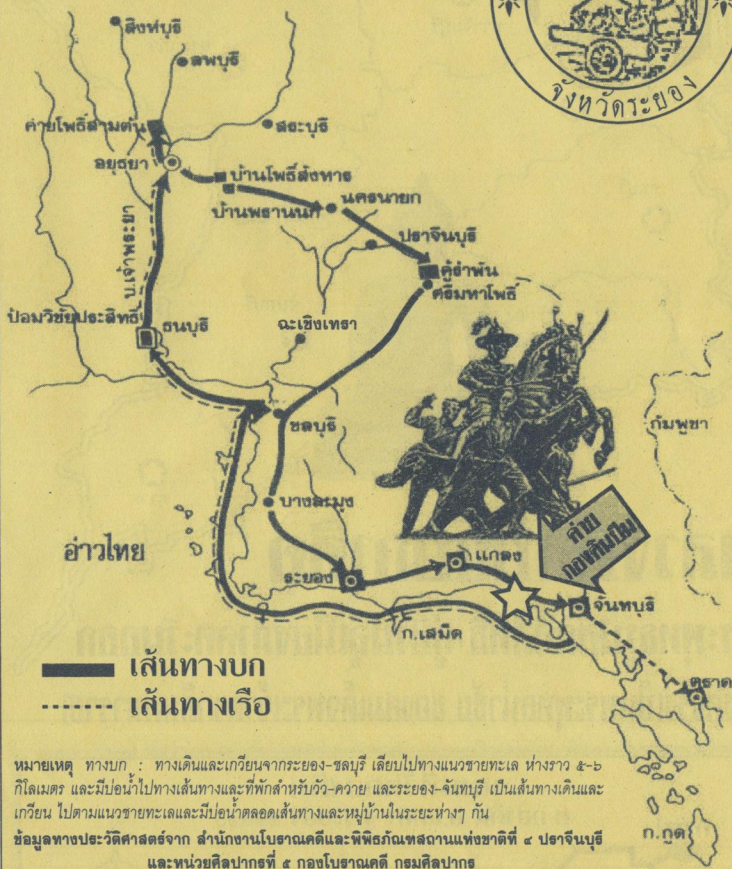 จังหวัดระยอง
สิงห์บุรี
ลพบุรี
ค่ายโพธิ์สามต้น
สระบุรี
อยุธยา
บ้านโพธิ์สังหาร
บ้านพรานนก
นครนายก
ปราจีนบุรี
คู้ลำพัน
ศรีมหาโพธิ์
บ.เจ้าพระยา
ป้อมวิชัยประสิทธิ์
ธนบุรี
ฉะเชิงเทรา
ชลบุรี
กัมพูชา
บางละมุง
อ่าวไทย
ค่าย
กองดินปืน
แกลง
ระยอง
จันทบุรี
ก.เสม็ด
ตราด
เส้นทางบก
เส้นทางเรือ
หมายเหตุ ทางบก : ทางเดินและเกวียนจากระยอง-ชลบุรี เลียบไปทางแนวชายทะเล ห่างราว ๕-๖
กิโลเมตร และมีบ่อน้ำไปทางเส้นทางและที่พักสำหรับวัว-ควาย และระยอง-จันทบุรี เป็นเส้นทางเดินและ
เกวียน ไปตามแนวชายทะเลและมีบ่อน้ำตลอดเส้นทางและหมู่บ้านในระยะห่างๆ กัน
ข้อมูลทางประวัติศาสตร์จาก สำนักงานโบราณคดีและพิพิธภัณฑสถานแห่งชาติที่ ๔ ปราจีนบุรี
และหน่วยศิลปากรที่ ๕ กองโบราณคดี กรมศิลปากร
ก.กูด